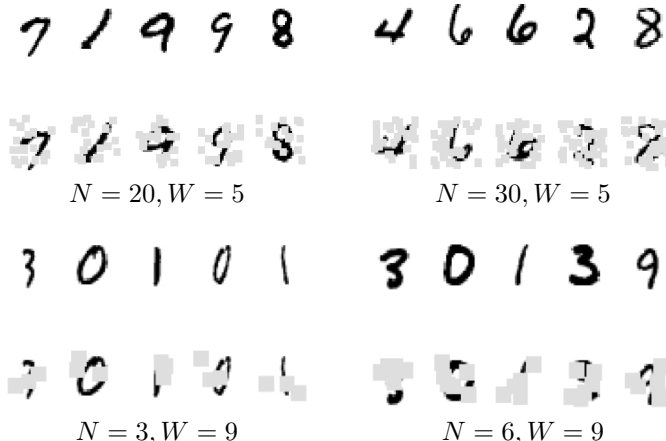 7 1 9 9 8
4 6 6 2 8
N = 20, W = 5
N = 30, W = 5
3 0 1 0 1
3 0 1 3 9
N = 3, W = 9
N = 6, W = 9